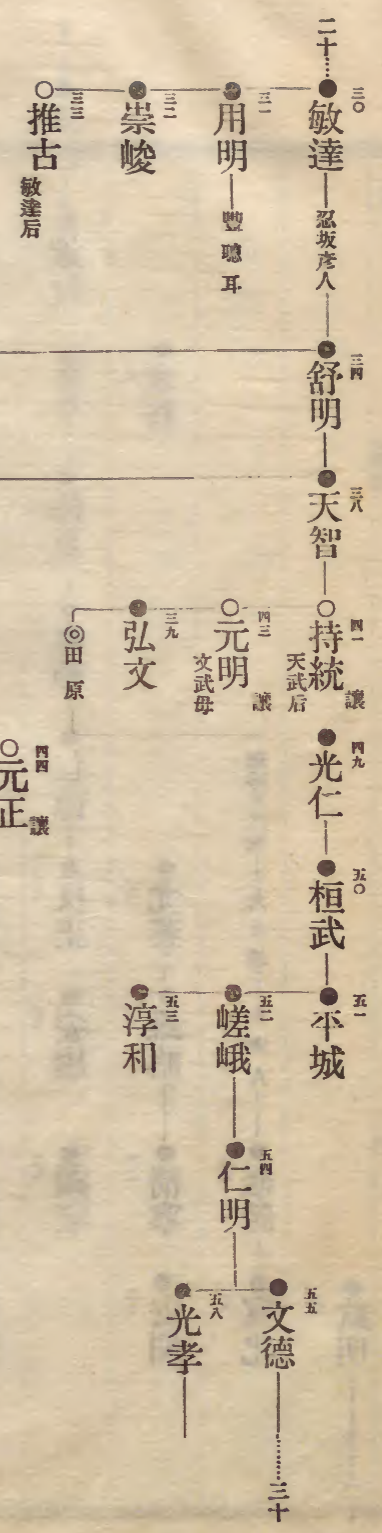 二十
三〇
敏達
忍坂彦人
三四
舒明
三八
天智
四一
持統
讓
天武后
四九
光仁
五〇
桓武
五一
平城
三一
用明
豐聰耳
四三
元明
讓
文武母
五二
嵯峨
五四
仁明
五五
文德
三十
三二
崇峻
三九
弘文
五三
淳和
五八
光孝
三三
推古
敏達后
田原
四四
元正
讓